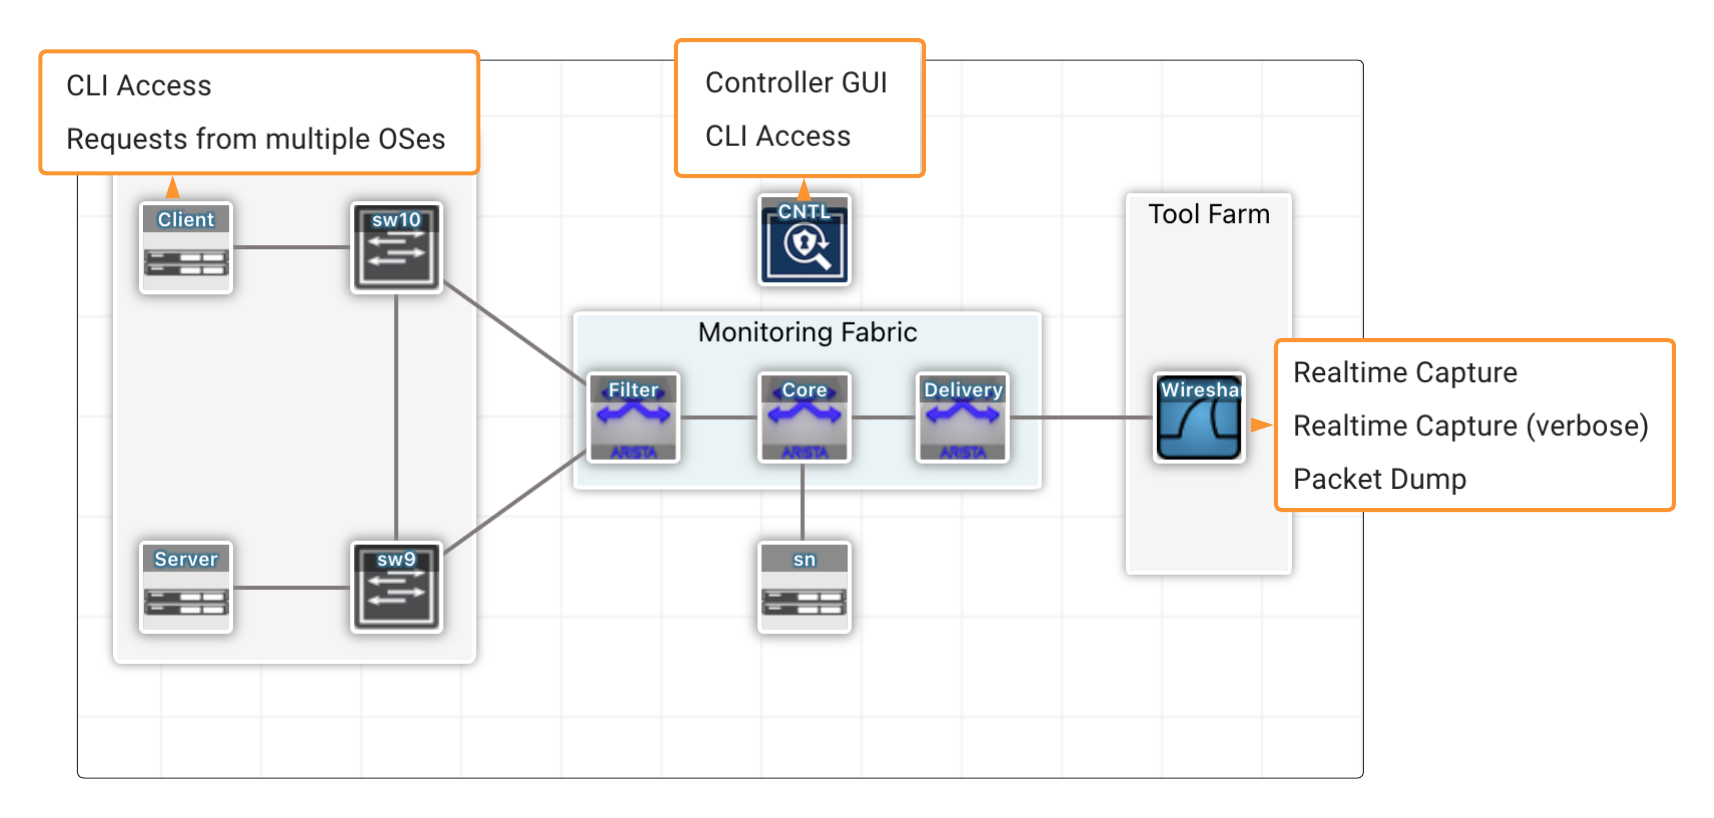 CLI Access
Requests from multiple OSes
Controller GUI
CLI Access
Client
sw10
CNTL
Tool Farm
Monitoring Fabric
Filter
Core
Delivery
Wiresha
ARISTA
ARISTA
ARISTA
Realtime Capture
Realtime Capture (verbose)
Packet Dump
Server
sw9
sn